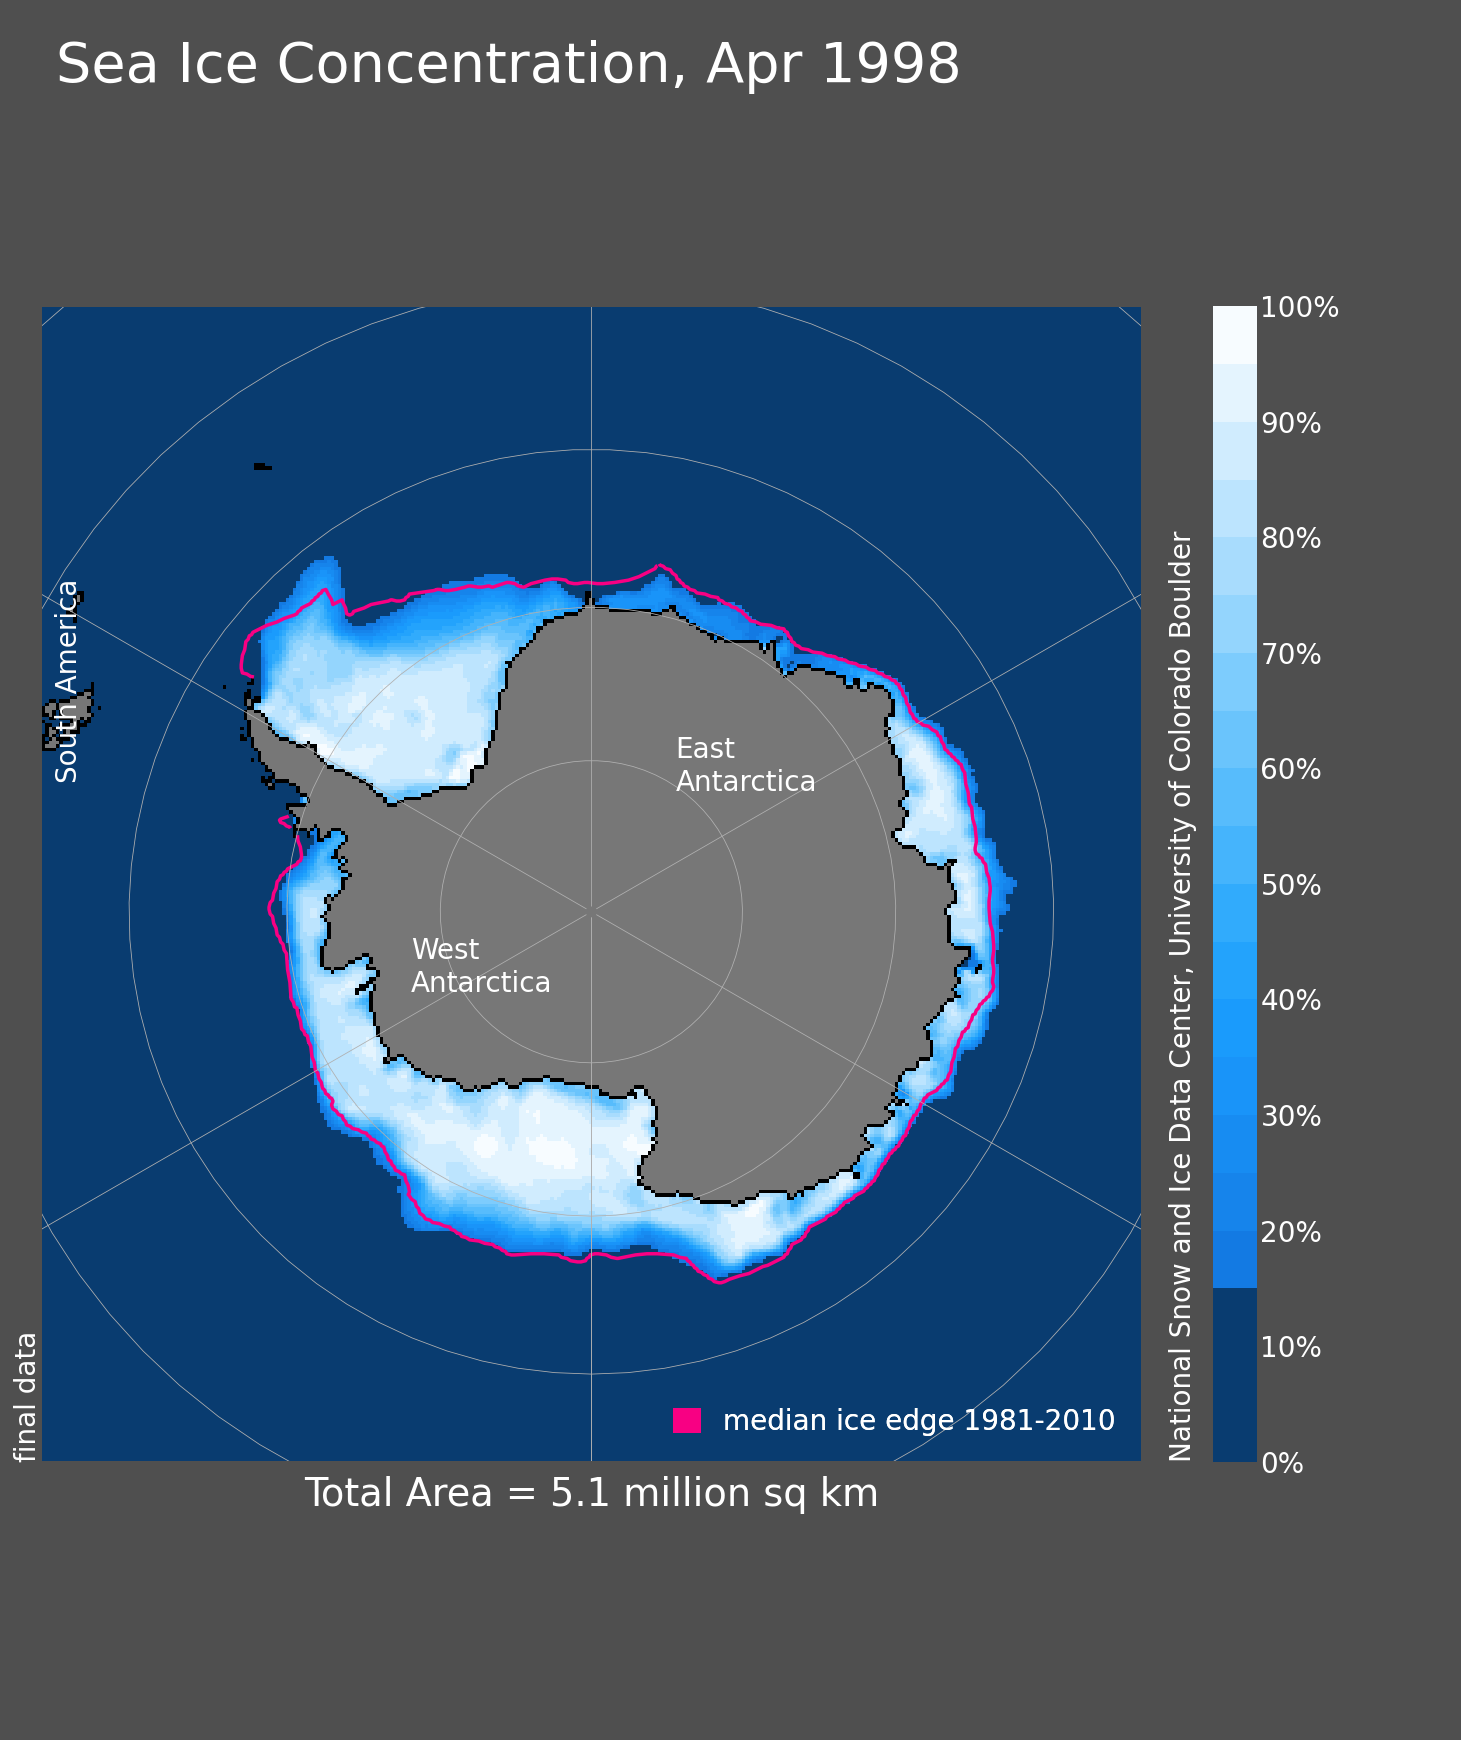 Sea Ice Concentration, Apr 1998
South America
East
Antarctica
West
Antarctica
median ice edge 1981-2010
final data
Total Area = 5.1 million sq km
National Snow and Ice Data Center, University of Colorado Boulder
100%
90%
80%
70%
60%
50%
40%
30%
20%
10%
0%